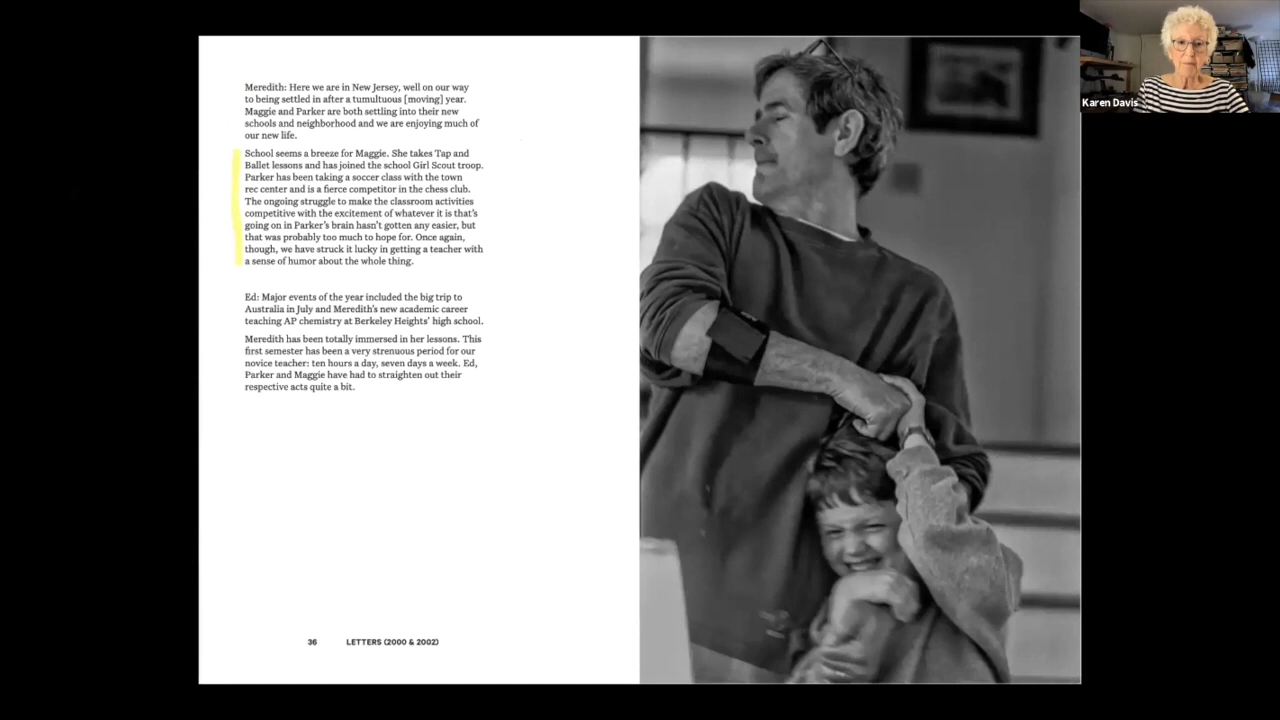 Meredith: Here we are in New Jersey, well on our way
to being settled in after a tumultuous [moving] year.
Maggie and Parker are both settling into their new
schools and neighborhood and we are enjoying much of
our new life.
School seems a breeze for Maggie. She takes Tap and
Ballet lessons and has joined the school Girl Scout troop.
Parker has been taking a soccer class with the town
rec center and is a fierce competitor in the chess club.
The ongoing struggle to make the classroom activities
competitive with the excitement of whatever it is that's
going on in Parker's brain hasn't gotten any easier, but
that was probably too much to hope for. Once again,
though, we have struck it lucky in getting a teacher with
a sense of humor about the whole thing.
Ed: Major events of the year included the big trip to
Australia in July and Meredith's new academic career
teaching AP chemistry at Berkeley Heights' high school.
Meredith has been totally immersed in her lessons. This
first semester has been a very strenuous period for our
novice teacher: ten hours a day, seven days a week. Ed,
Parker and Maggie have had to straighten out their
respective acts quite a bit.
36 LETTERS (2000 & 2002)
Karen Davis